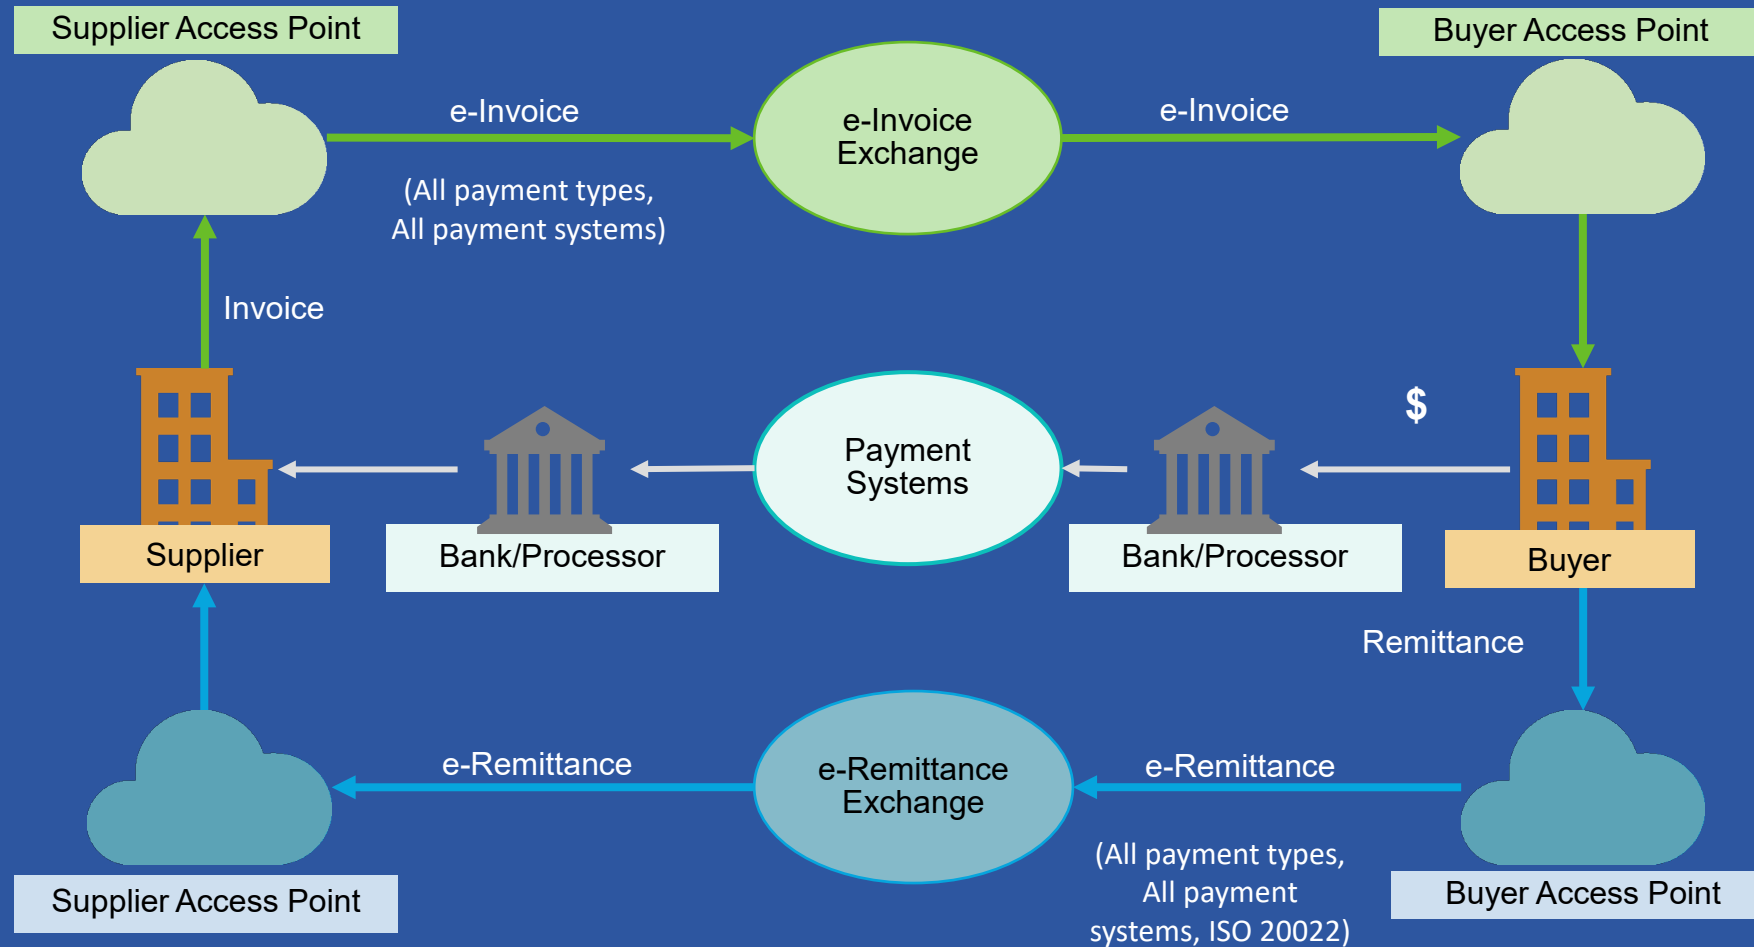 Supplier Access Point
Buyer Access Point
e-Invoice
e-Invoice
Exchange
e-Invoice
(All payment types,
All payment systems)
Invoice
$
Payment
Systems
Supplier
Bank/Processor
Bank/Processor
Buyer
Remittance
e-Remittance
e-Remittance
Exchange
e-Remittance
(All payment types,
All payment
systems, ISO 20022)
Supplier Access Point
Buyer Access Point